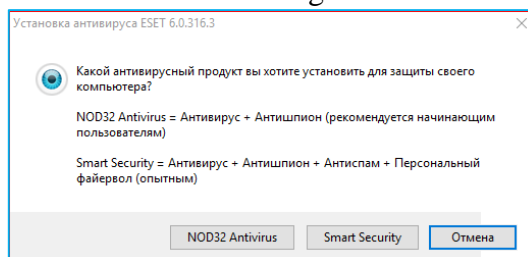 Установка антивируса ESET 6.0.316.3
Какой антивирусный продукт вы хотите установить для защиты своего
компьютера?
NOD32 Antivirus = Антивирус + Антишпион (рекомендуется начинающим
пользователям)
Smart Security = Антивирус + Антишпион + Антиспам + Персональный
файервол (опытным)
NOD32 Antivirus Smart Security Отмена